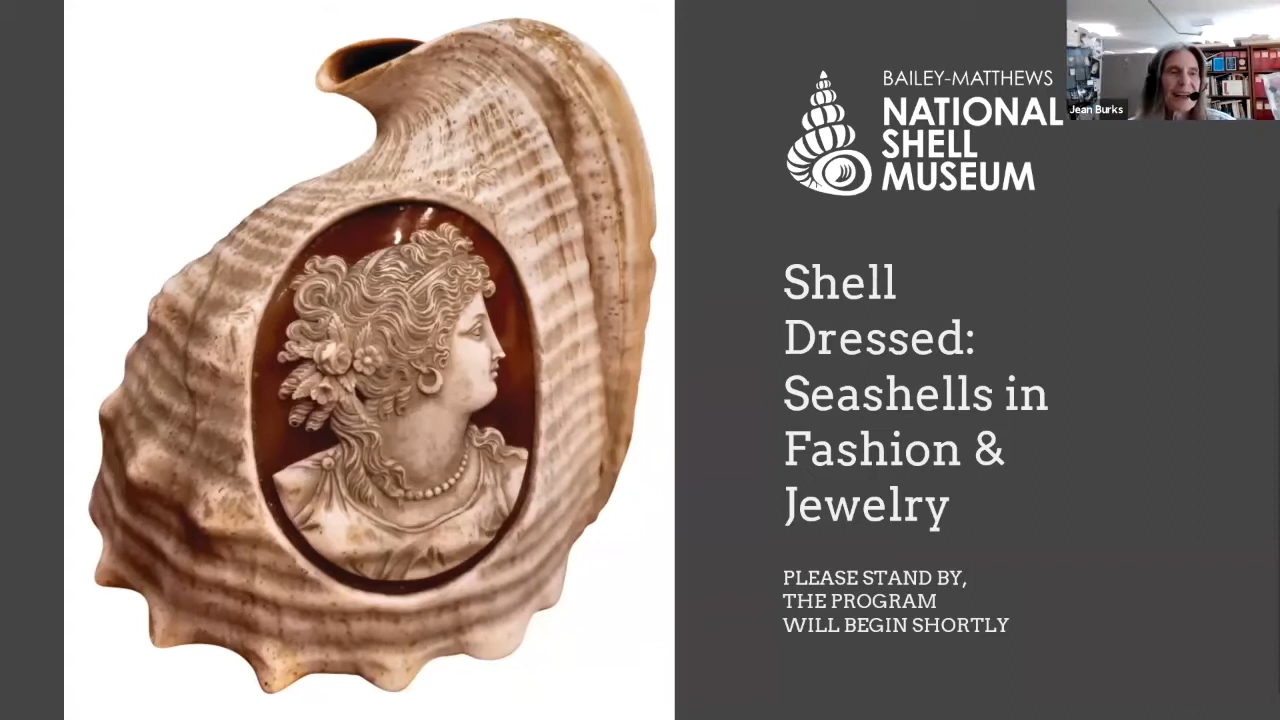 BAILEY-MATTHEWS
NATIONAL
SHELL
MUSEUM
Jean Burks
Shell
Dressed:
Seashells in
Fashion &
Jewelry
PLEASE STAND BY,
THE PROGRAM
WILL BEGIN SHORTLY